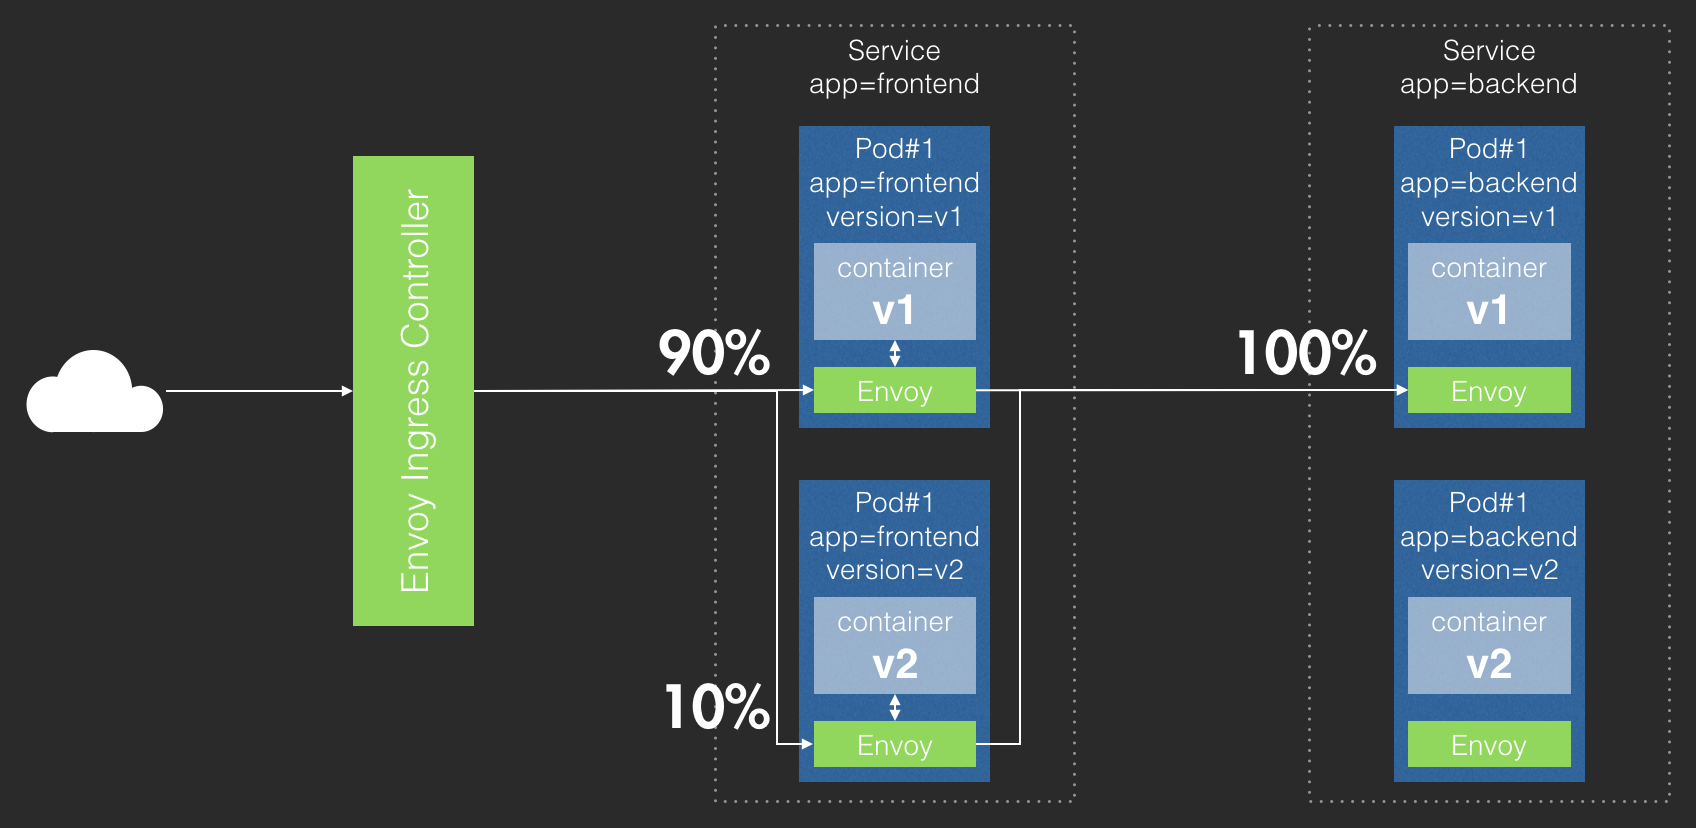 Envoy Ingress Controller
90%
10%
Service
app=frontend
Pod#1
app=frontend
version=v1
container
v1
Envoy
Pod#1
app=frontend
version=v2
container
v2
Envoy
100%
Service
app=backend
Pod#1
app=backend
version=v1
container
v1
Envoy
Pod#1
app=backend
version=v2
container
v2
Envoy